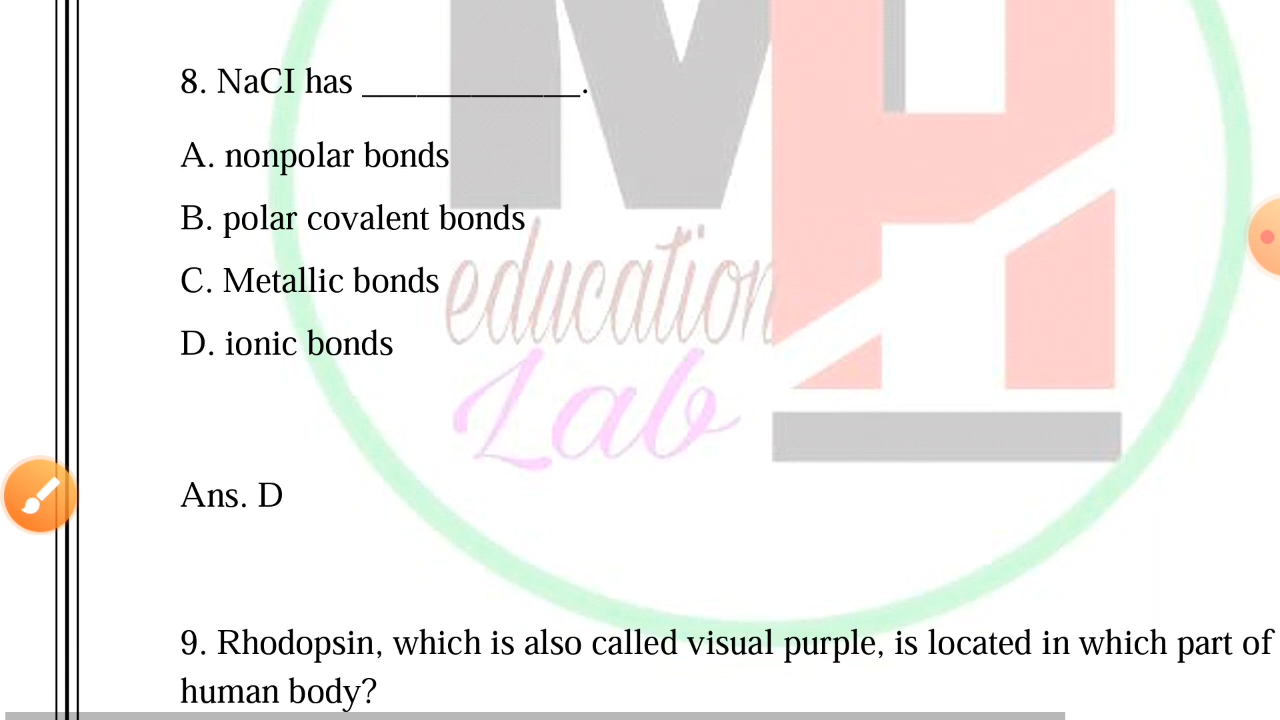 8. NaCI has ____________.
A. nonpolar bonds
B. polar covalent bonds
C. Metallic bonds
D. ionic bonds
education
Lab
Ans. D
9. Rhodopsin, which is also called visual purple, is located in which part of
human body?